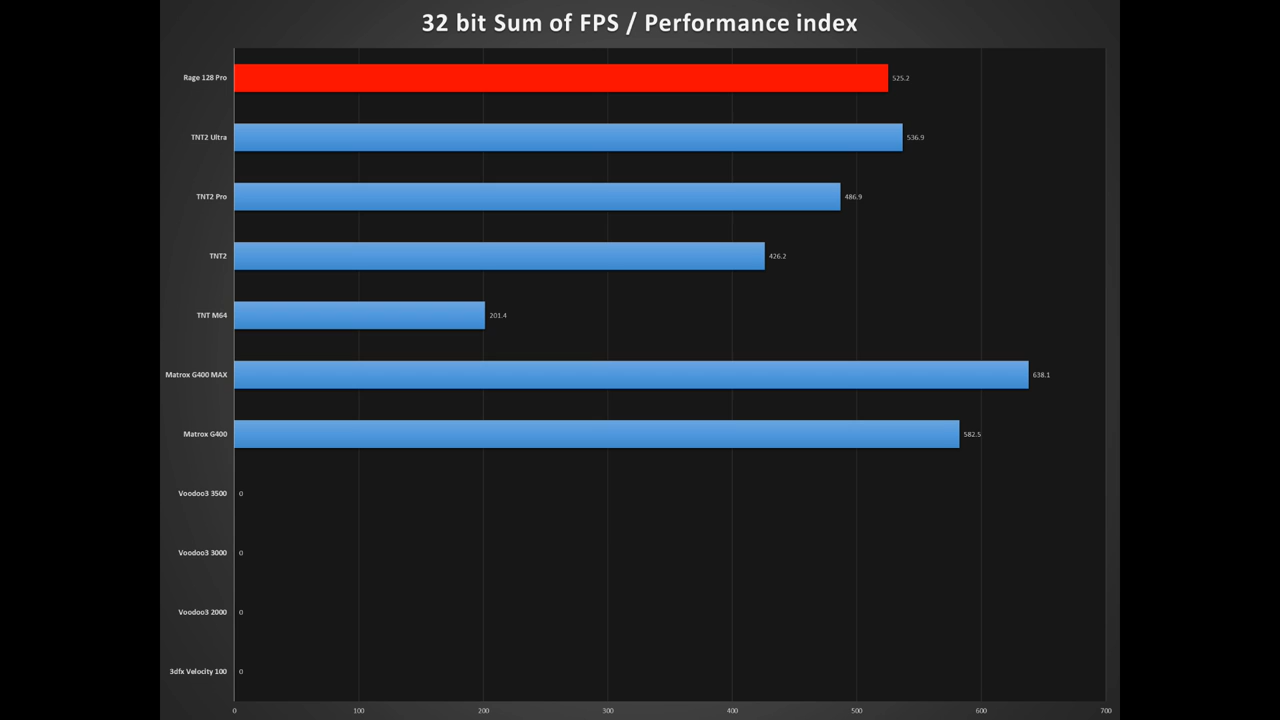 32 bit Sum of FPS / Performance index
Rage 128 Pro 525.2
TNT2 Ultra 536.9
TNT2 Pro 486.9
TNT2 426.2
TNT M64 201.4
Matrox G400 MAX 638.1
Matrox G400 582.5
Voodoo3 3500 0
Voodoo3 3000 0
Voodoo3 2000 0
3dfx Velocity 100 0
0 100 200 300 400 500 600 700